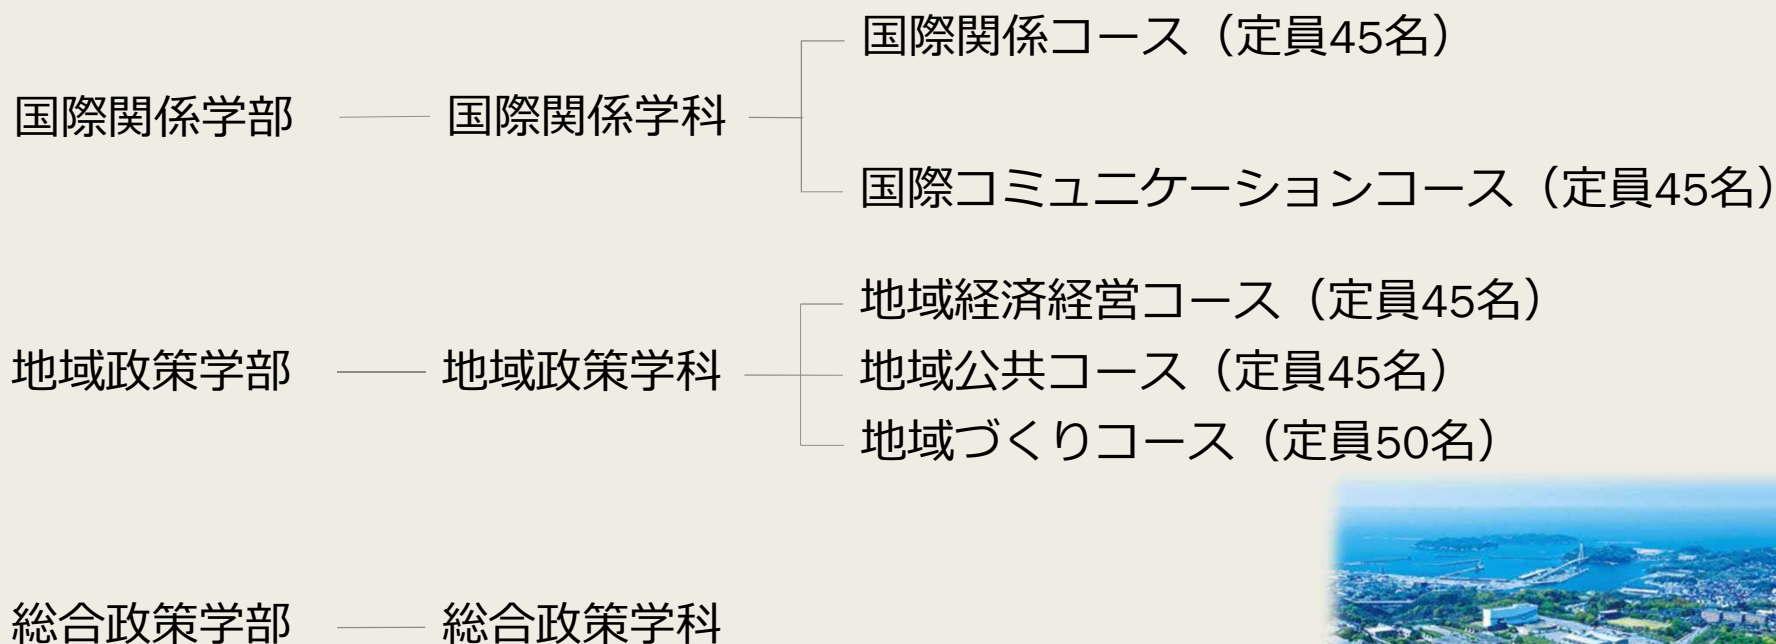 国際関係コース（定員45名）
国際関係学部 国際関係学科
国際コミュニケーションコース（定員45名）
地域経済経営コース（定員45名）
地域政策学部 地域政策学科 地域公共コース（定員45名）
地域づくりコース（定員50名）
総合政策学部 総合政策学科